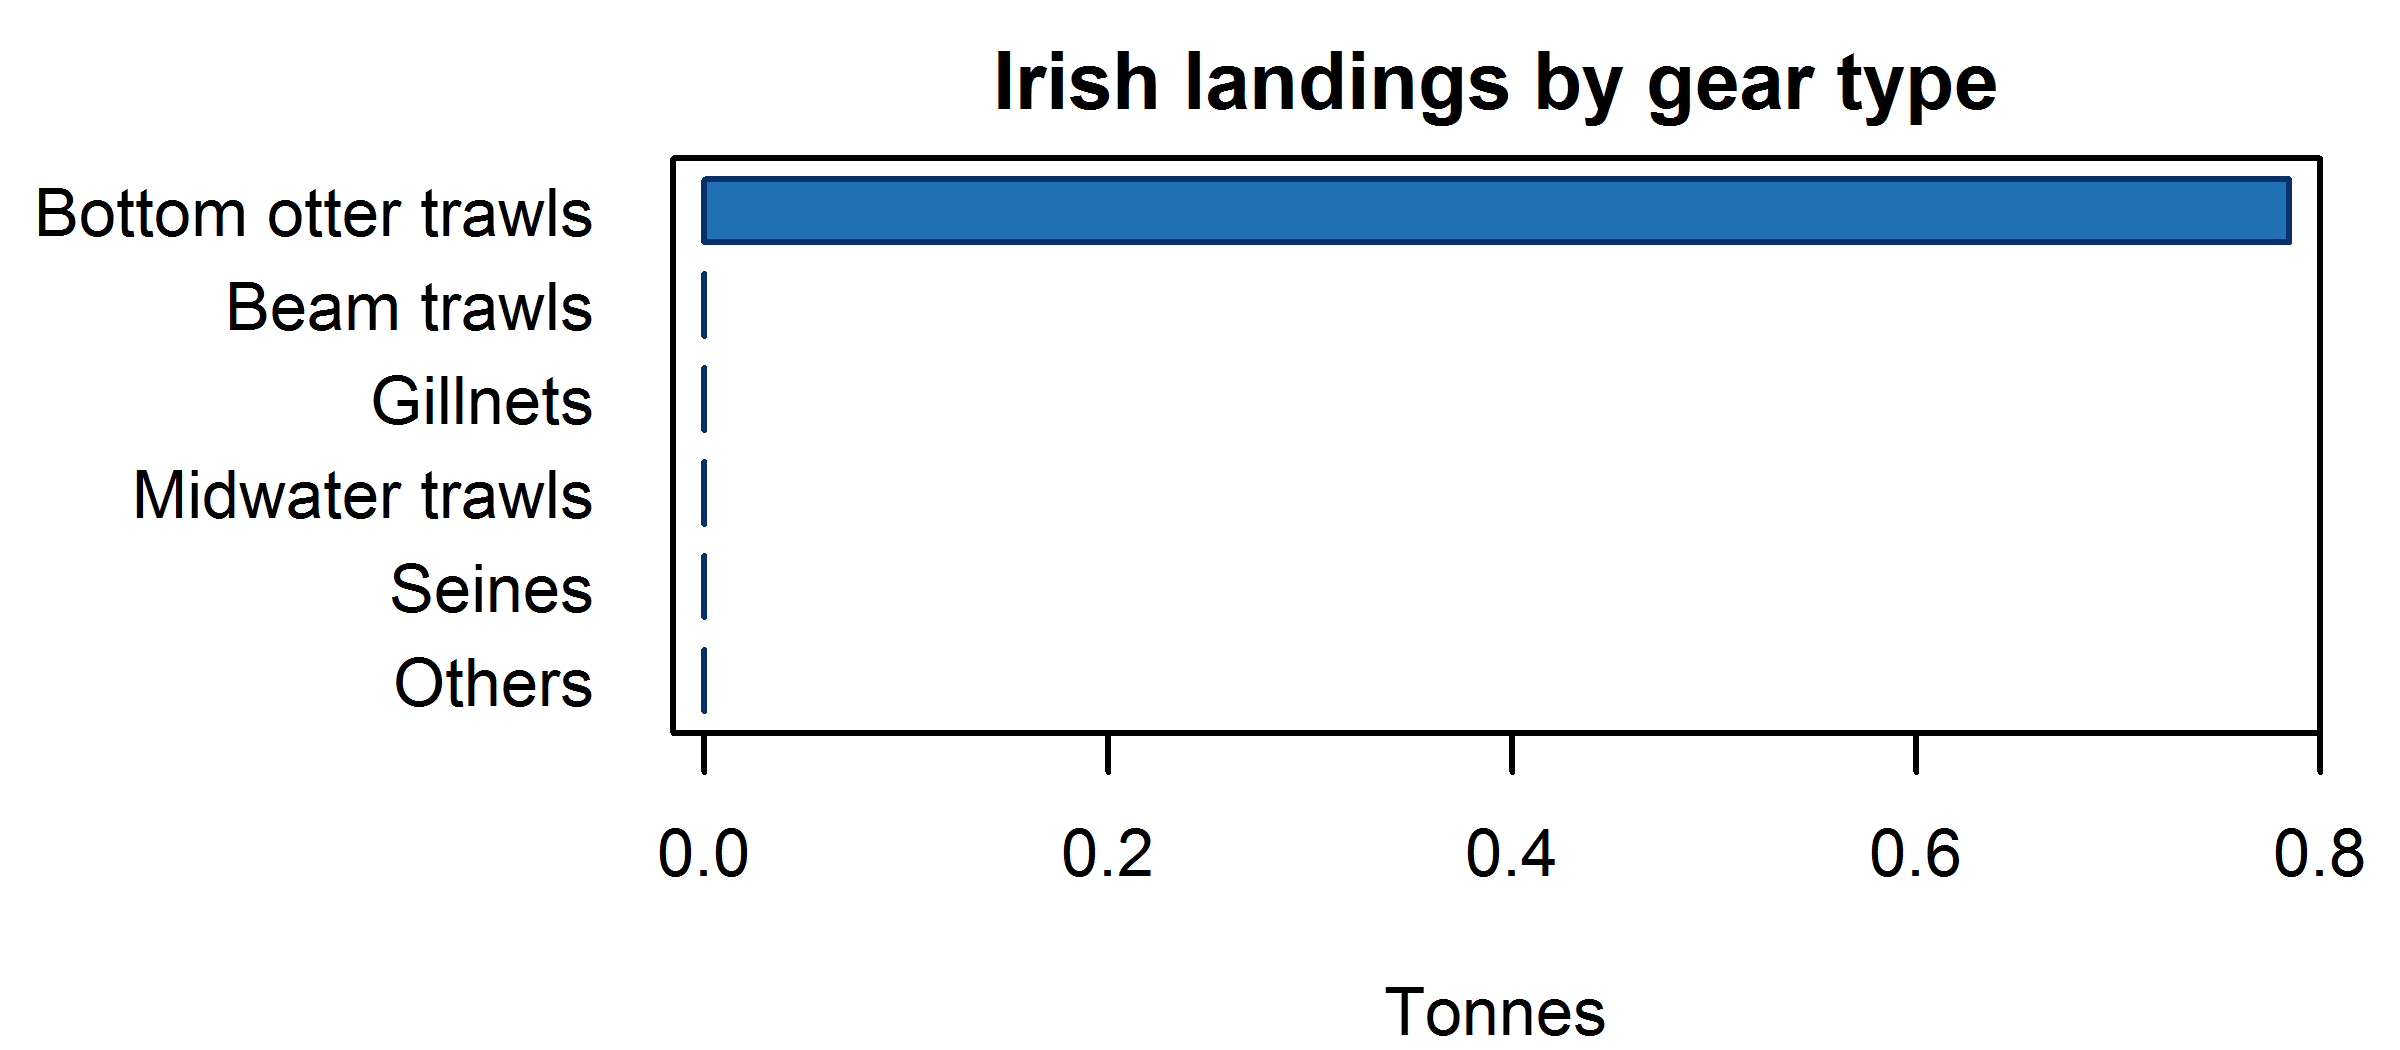 Irish landings by gear type
Bottom otter trawls
Beam trawls
Gillnets
Midwater trawls
Seines
Others
0.0 0.2 0.4 0.6 0.8
Tonnes